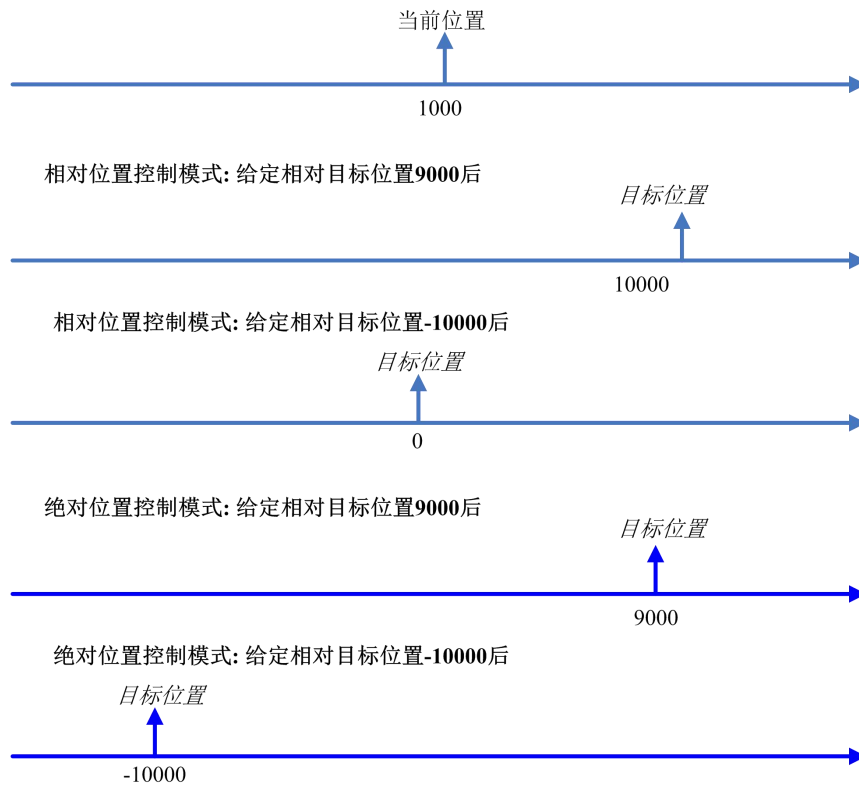 当前位置
1000
相对位置控制模式: 给定相对目标位置9000后
目标位置
10000
相对位置控制模式: 给定相对目标位置-10000后
目标位置
0
绝对位置控制模式: 给定相对目标位置9000后
目标位置
9000
绝对位置控制模式: 给定相对目标位置-10000后
目标位置
-10000